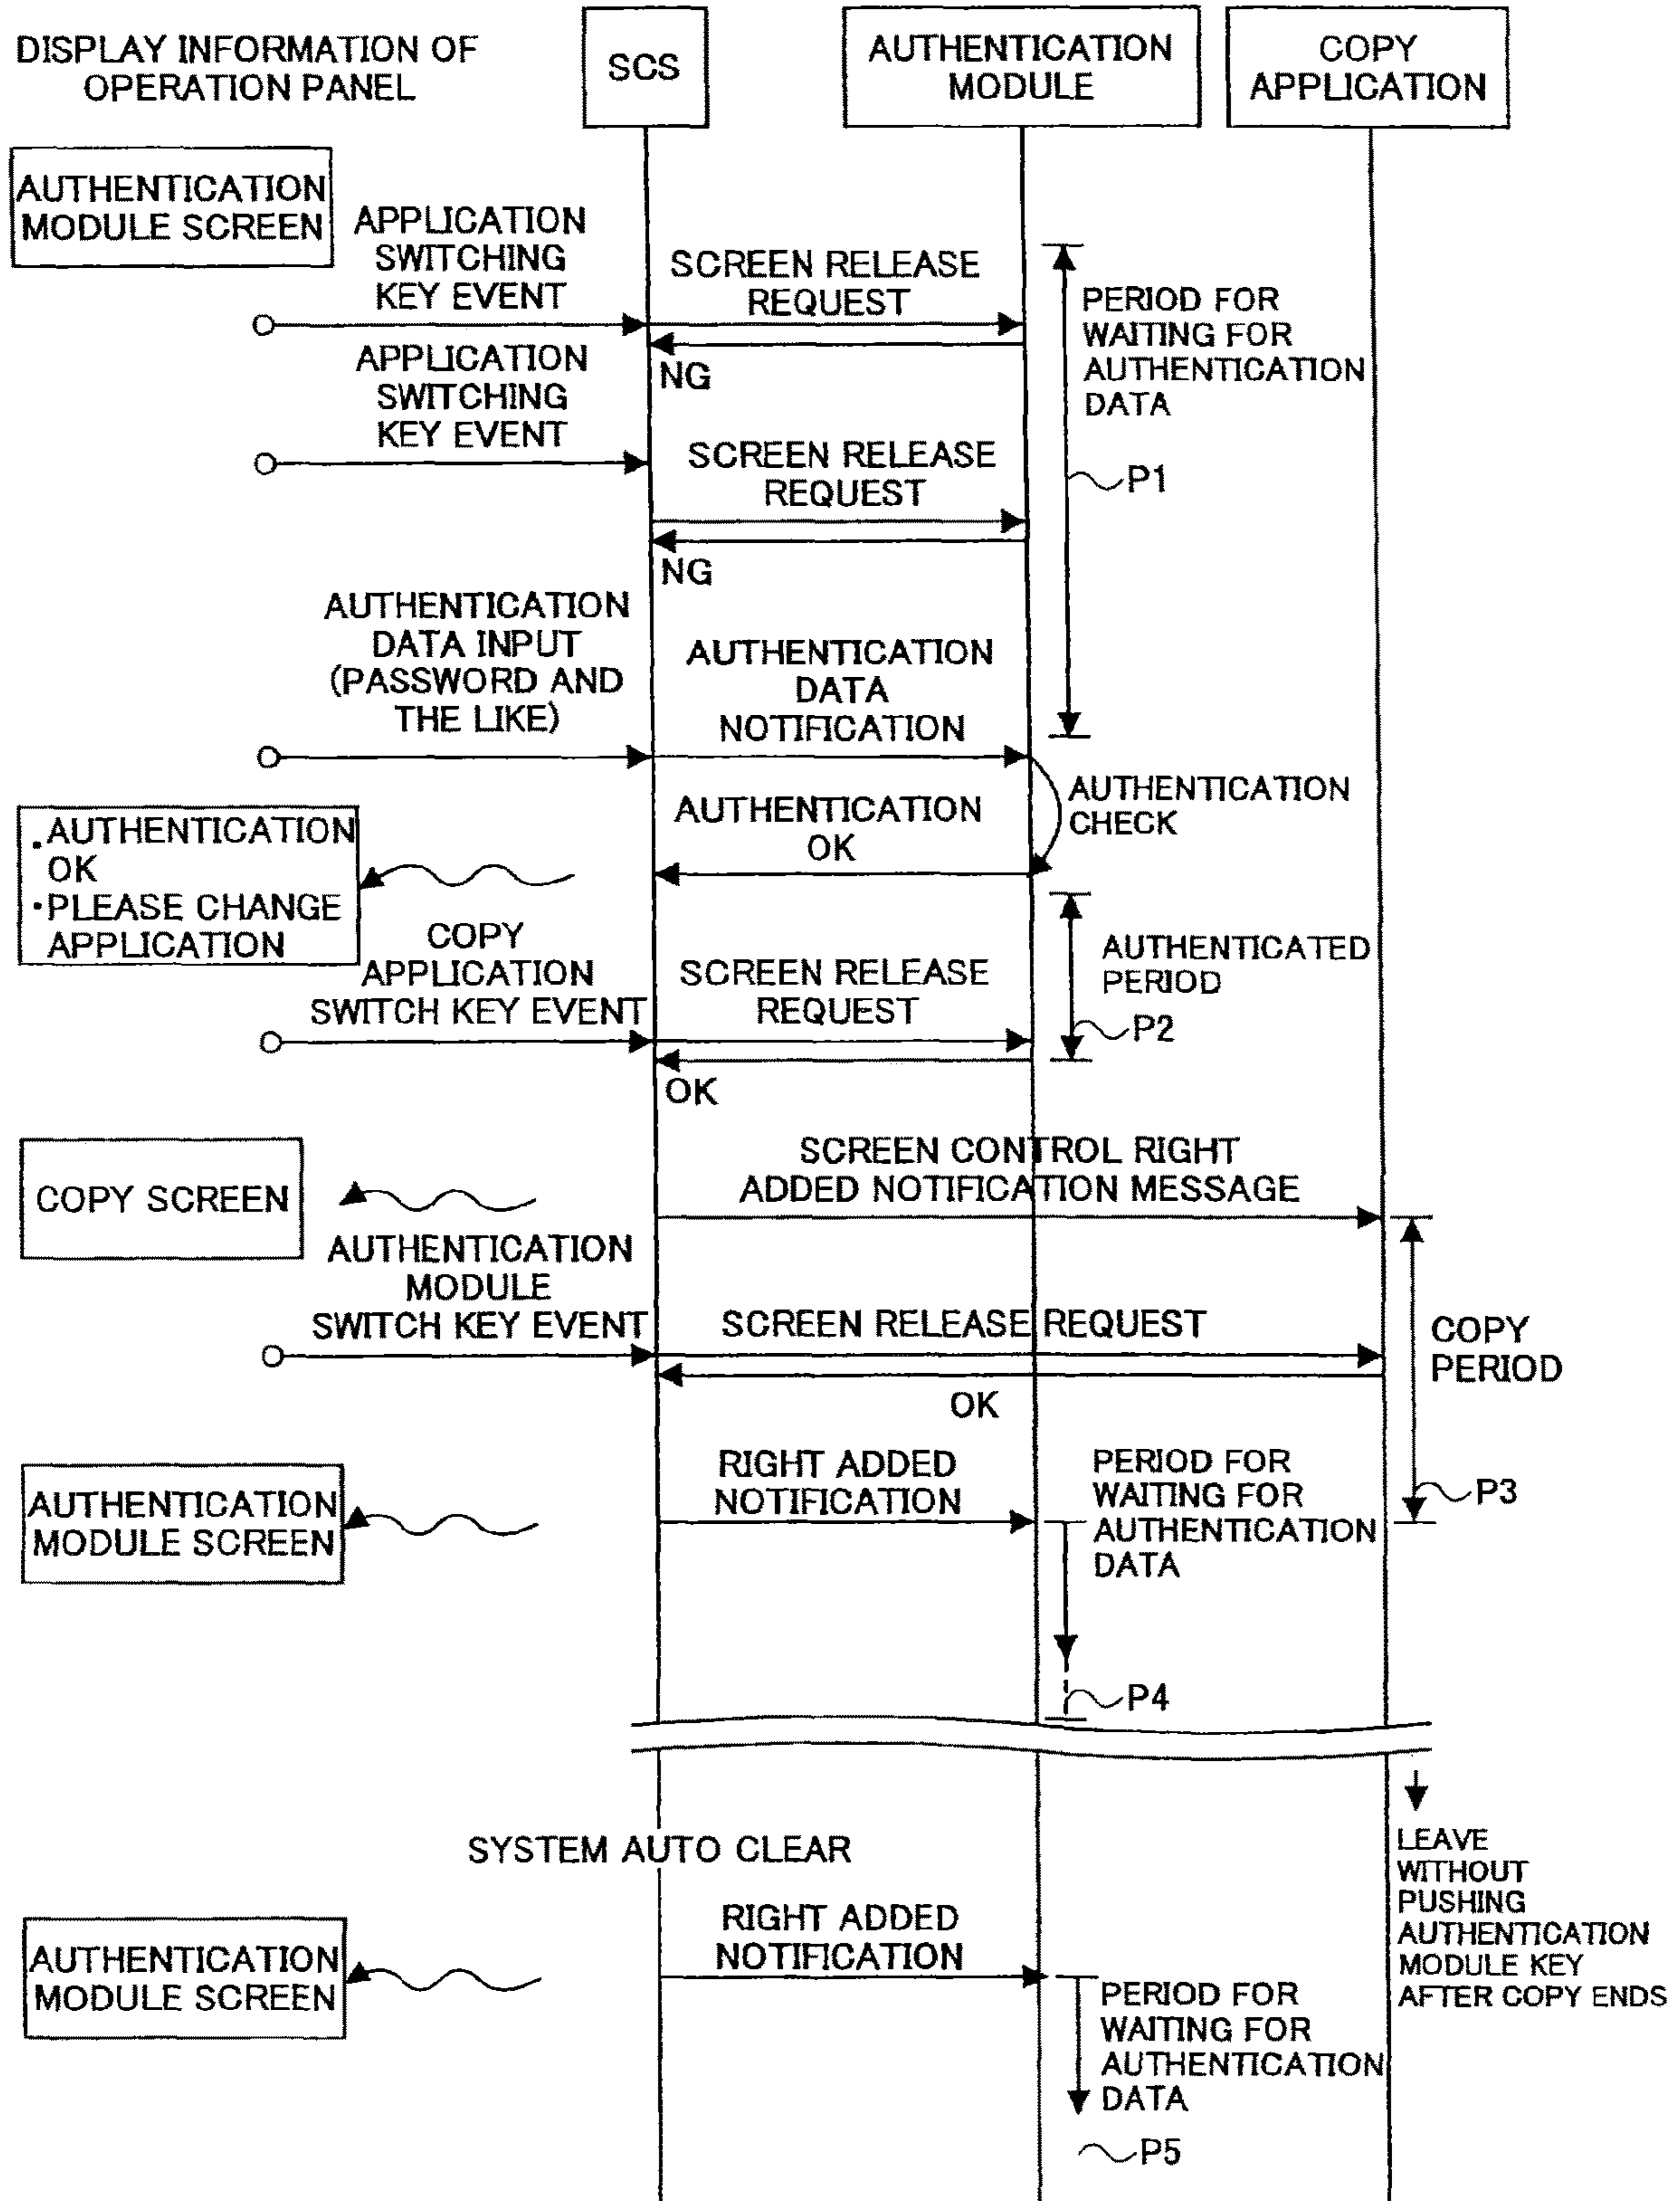 DISPLAY INFORMATION OF
OPERATION PANEL
SCS
AUTHENTICATION
MODULE
COPY
APPLICATION
AUTHENTICATION
MODULE SCREEN
APPLICATION
SWITCHING
KEY EVENT
SCREEN RELEASE
REQUEST
NG
PERIOD FOR
WAITING FOR
AUTHENTICATION
DATA
APPLICATION
SWITCHING
KEY EVENT
SCREEN RELEASE
REQUEST
P1
NG
AUTHENTICATION
DATA INPUT
(PASSWORD AND
THE LIKE)
AUTHENTICATION
DATA
NOTIFICATION
AUTHENTICATION
CHECK
AUTHENTICATION
OK
. AUTHENTICATION
OK
・PLEASE CHANGE
APPLICATION
AUTHENTICATED
PERIOD
COPY
APPLICATION
SWITCH KEY EVENT
SCREEN RELEASE
REQUEST
P2
OK
SCREEN CONTROL RIGHT
ADDED NOTIFICATION MESSAGE
COPY SCREEN
AUTHENTICATION
MODULE
SWITCH KEY EVENT
SCREEN RELEASE REQUEST
COPY
PERIOD
OK
RIGHT ADDED
NOTIFICATION
PERIOD FOR
WAITING FOR
AUTHENTICATION
DATA
P3
AUTHENTICATION
MODULE SCREEN
P4
SYSTEM AUTO CLEAR
LEAVE
WITHOUT
PUSHING
AUTHENTICATION
MODULE KEY
AFTER COPY ENDS
RIGHT ADDED
NOTIFICATION
AUTHENTICATION
MODULE SCREEN
PERIOD FOR
WAITING FOR
AUTHENTICATION
DATA
P5